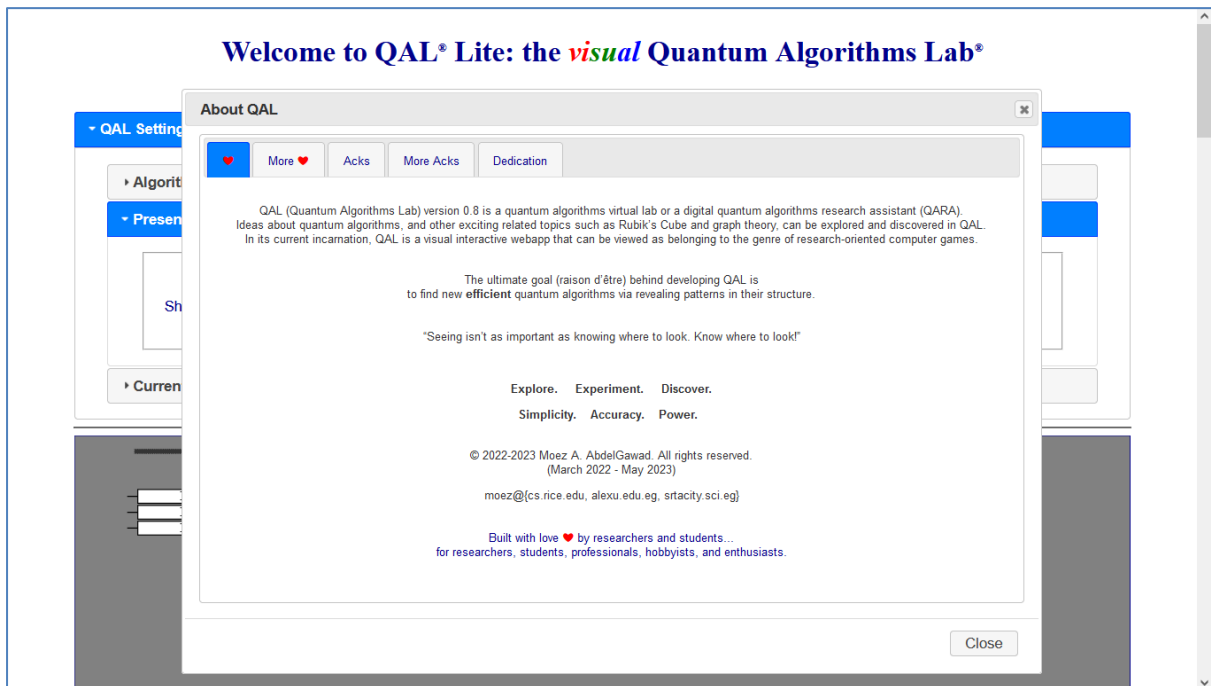 Welcome to QAL® Lite: the visual Quantum Algorithms Lab®
About QAL
QAL Setting
❤ More ❤ Acks More Acks Dedication
Algorit
Presen
QAL (Quantum Algorithms Lab) version 0.8 is a quantum algorithms virtual lab or a digital quantum algorithms research assistant (QARA).
Ideas about quantum algorithms, and other exciting related topics such as Rubik's Cube and graph theory, can be explored and discovered in QAL.
In its current incarnation, QAL is a visual interactive webapp that can be viewed as belonging to the genre of research-oriented computer games.
The ultimate goal (raison d'être) behind developing QAL is
to find new efficient quantum algorithms via revealing patterns in their structure.
Sh
"Seeing isn't as important as knowing where to look. Know where to look!"
Curren
Explore. Experiment. Discover.
Simplicity. Accuracy. Power.
© 2022-2023 Moez A. AbdelGawad. All rights reserved.
(March 2022 - May 2023)
moez@{cs.rice.edu, alexu.edu.eg, srtacity.sci.eg}
Built with love ❤ by researchers and students...
for researchers, students, professionals, hobbyists, and enthusiasts.
Close